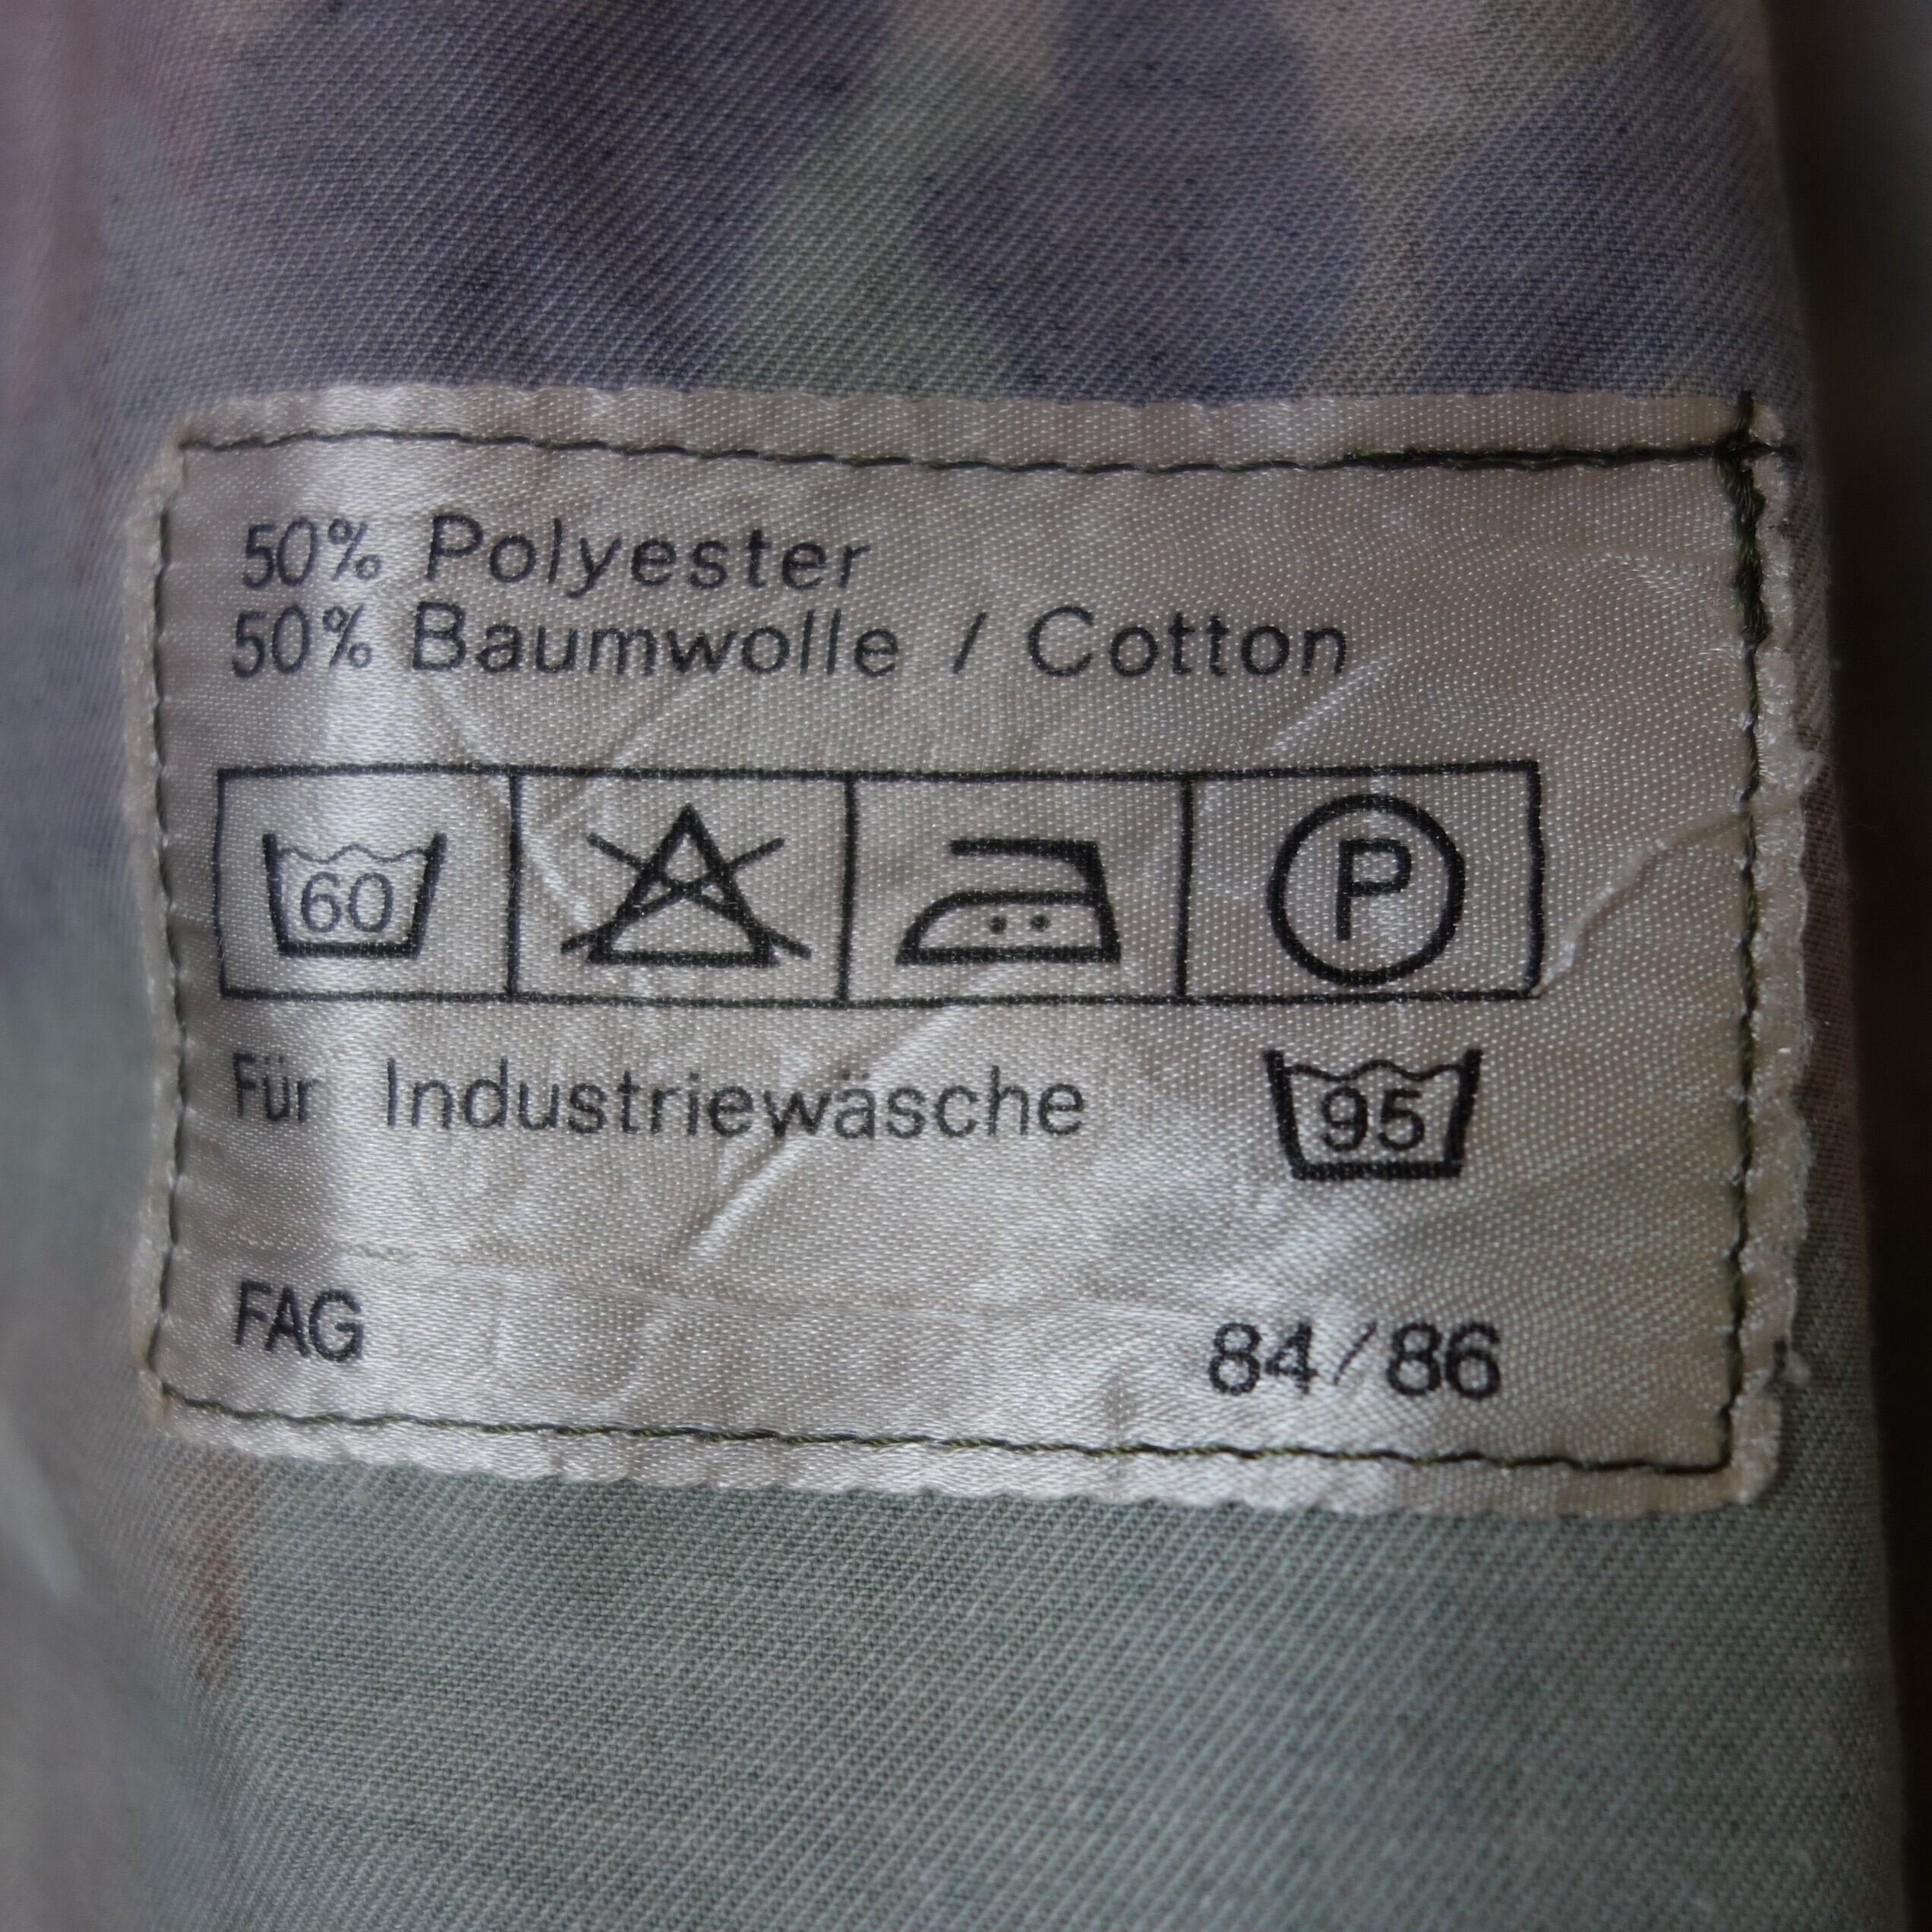 50% Polyester
50% Baumwolle / Cotton
60
P
Für Industriewäsche 95
FAG 84/86